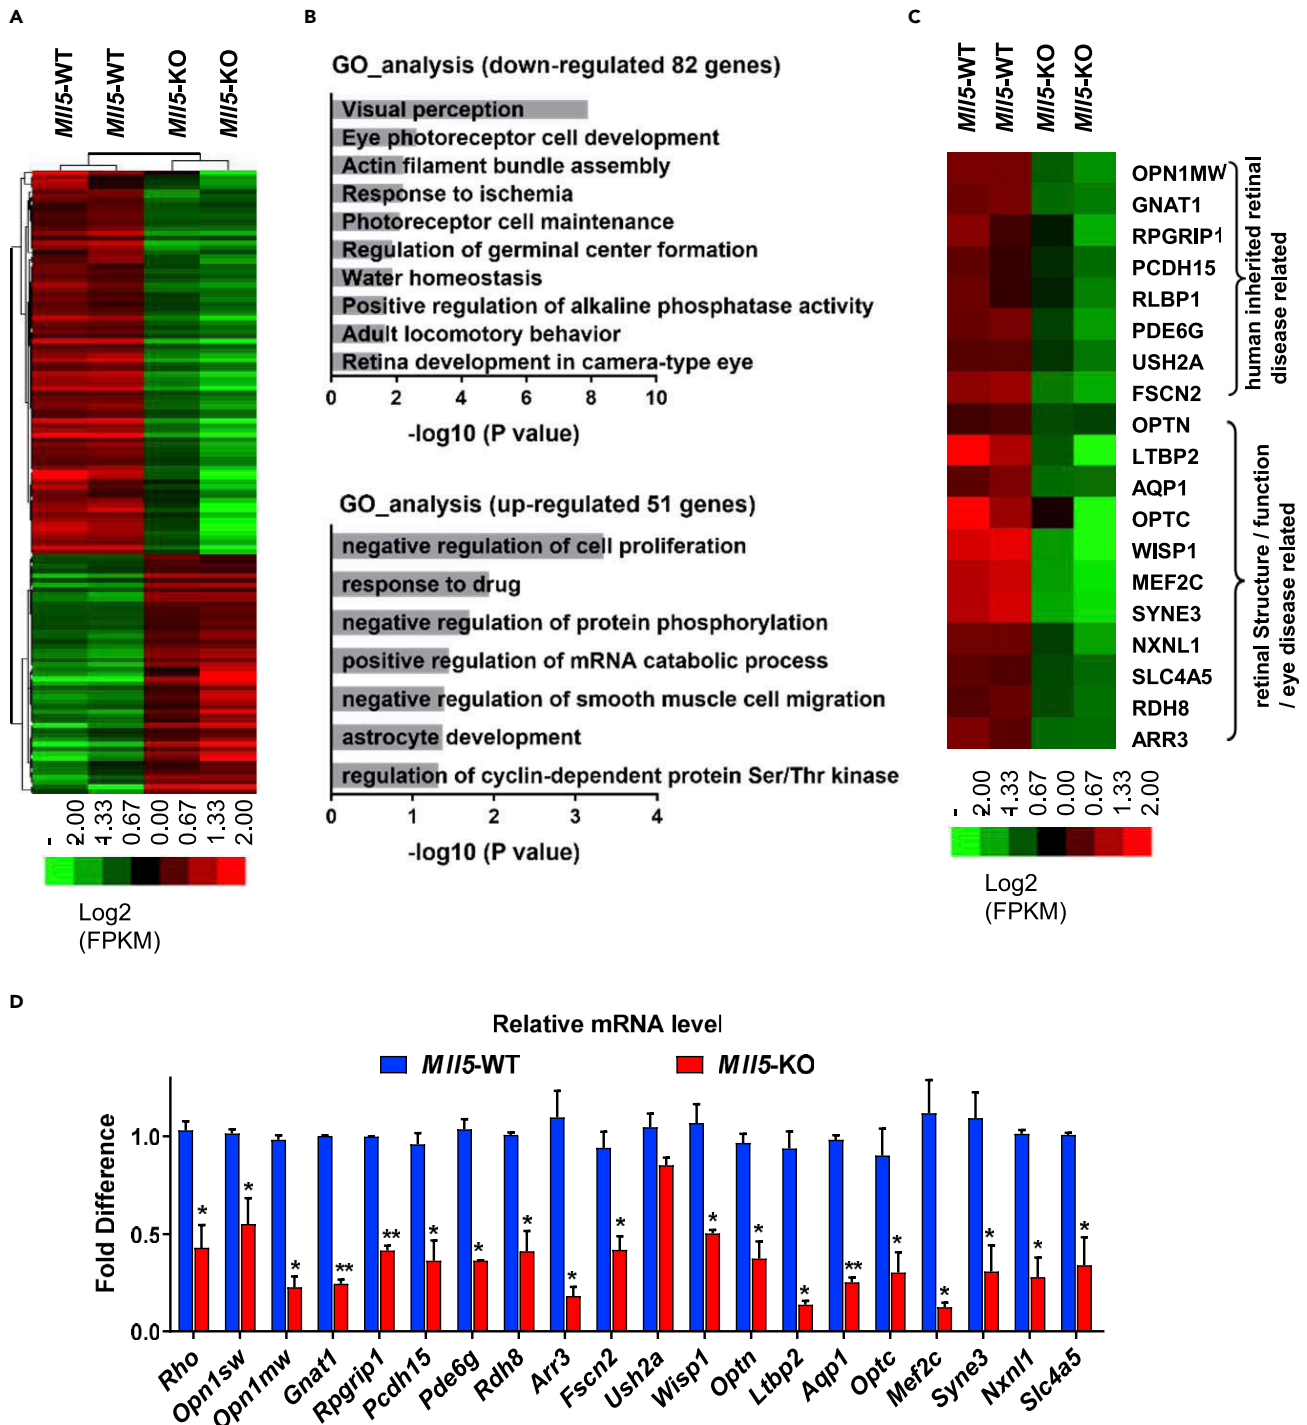 A
B
C
Mll5-WT
Mll5-WT
Mll5-KO
Mll5-KO
GO_analysis (down-regulated 82 genes)
Visual perception
Eye photoreceptor cell development
Actin filament bundle assembly
Response to ischemia
Photoreceptor cell maintenance
Regulation of germinal center formation
Water homeostasis
Positive regulation of alkaline phosphatase activity
Adult locomotory behavior
Retina development in camera-type eye
0 2 4 6 8 10
-log10 (P value)
GO_analysis (up-regulated 51 genes)
negative regulation of cell proliferation
response to drug
negative regulation of protein phosphorylation
positive regulation of mRNA catabolic process
negative regulation of smooth muscle cell migration
astrocyte development
regulation of cyclin-dependent protein Ser/Thr kinase
0 1 2 3 4
-log10 (P value)
- 2.00 -1.33 -0.67 0.00 0.67 1.33 2.00
Log2
(FPKM)
Mll5-WT
Mll5-WT
Mll5-KO
Mll5-KO
OPN1MW
GNAT1
RPGRIP1
PCDH15
RLBP1
PDE6G
USH2A
FSCN2
OPTN
LTBP2
AQP1
OPTC
WISP1
MEF2C
SYNE3
NXNL1
SLC4A5
RDH8
ARR3
human inherited retinal
disease related
retinal Structure / function
/ eye disease related
- 2.00 -1.33 -0.67 0.00 0.67 1.33 2.00
Log2
(FPKM)
D
Relative mRNA level
Mll5-WT
Mll5-KO
Fold Difference
1.0
0.5
0.0
* * * ** ** * * * * * * * * ** * * * * *
Rho
Opn1sw
Opn1mw
Gnat1
Rpgrip1
Pcdh15
Pde6g
Rdh8
Arr3
Fscn2
Ush2a
Wisp1
Optn
Ltbp2
Aqp1
Optc
Mef2c
Syne3
Nxnl1
Slc4a5